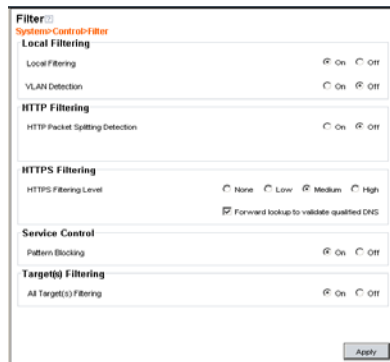 Filter
System>Control>Filter
Local Filtering
Local Filtering On Off
VLAN Detection On Off
HTTP Filtering
HTTP Packet Splitting Detection On Off
HTTPS Filtering
HTTPS Filtering Level None Low Medium High
Forward lookup to validate qualified DNS
Service Control
Pattern Blocking On Off
Target(s) Filtering
All Target(s) Filtering On Off
Apply